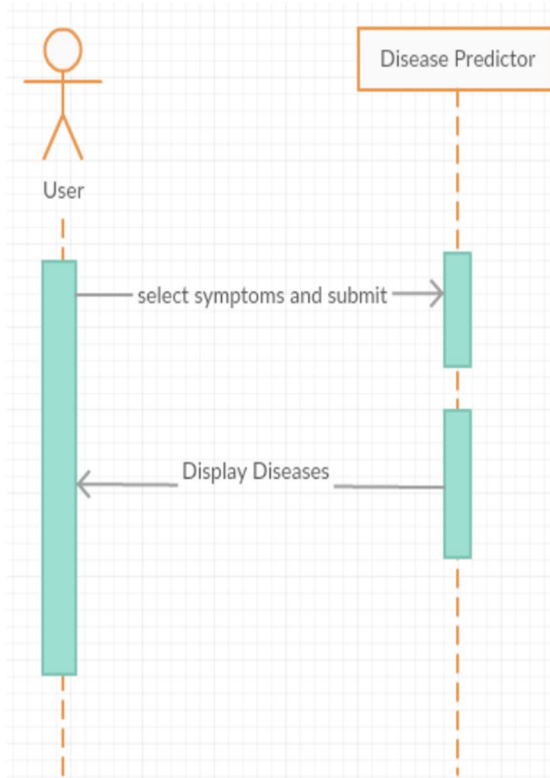 Disease Predictor
User
select symptoms and submit
Display Diseases